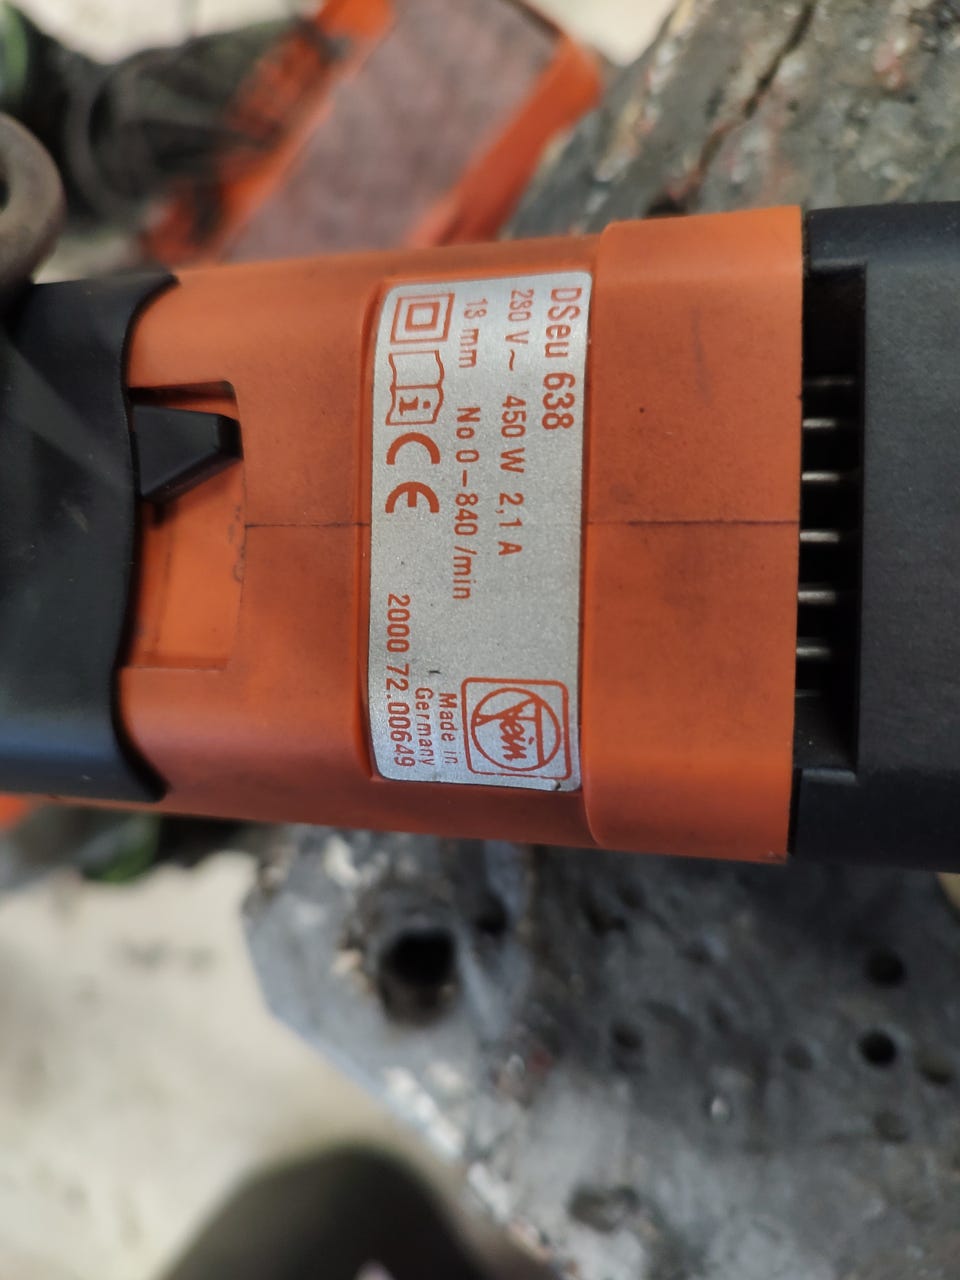 DSeu 638
230 V ~ 450 W 2,1 A
13 mm No 0–840 /min
Fein
i
CE
Made in
Germany
2000 72.00649